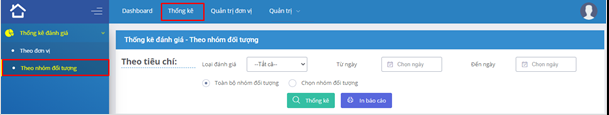 Dashboard Thống kê Quản trị đơn vị Quản trị
Thống kê đánh giá
Theo đơn vị
Theo nhóm đối tượng
Thống kê đánh giá - Theo nhóm đối tượng
Theo tiêu chí: Loại đánh giá --Tất cả-- Từ ngày Chọn ngày Đến ngày Chọn ngày
Toàn bộ nhóm đối tượng Chọn nhóm đối tượng
Thống kê In báo cáo